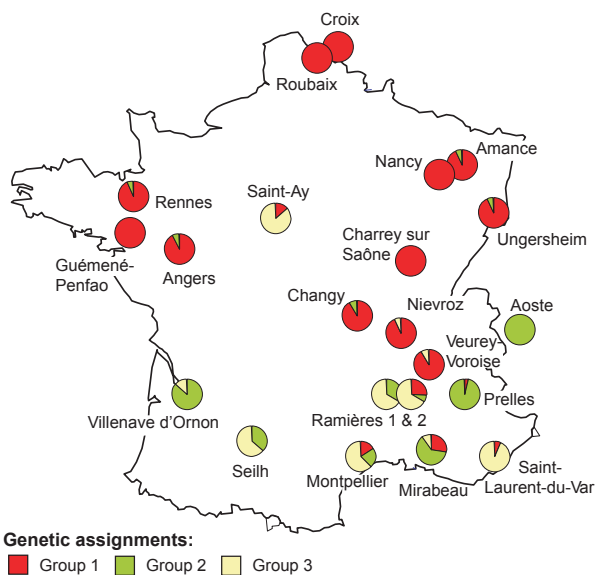 Croix
Roubaix
Amance
Nancy
Rennes
Saint-Ay
Ungersheim
Charrey sur
Saône
Guémené-
Penfao
Angers
Changy
Nievroz
Aoste
Veurey-
Voroise
Villenave d'Ornon
Ramières 1 & 2
Prelles
Seilh
Montpellier
Mirabeau
Saint-
Laurent-du-Var
Genetic assignments:
Group 1 Group 2 Group 3